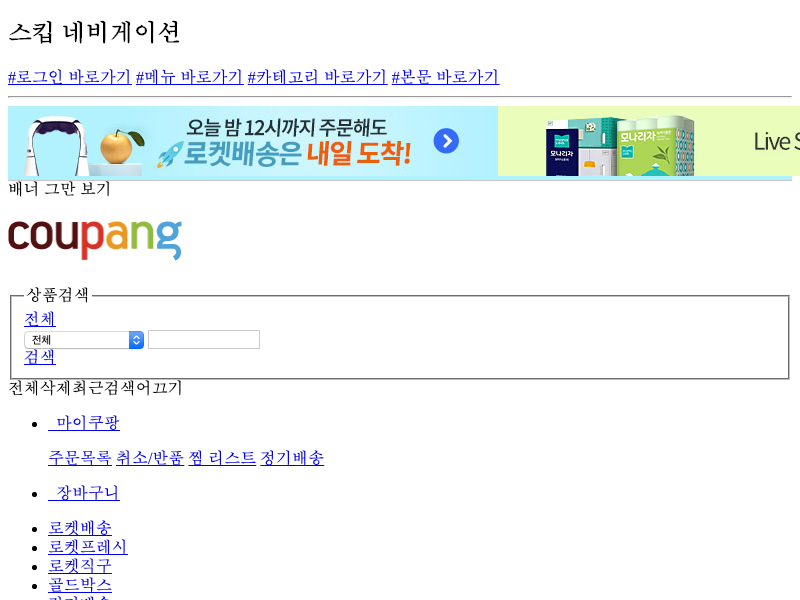 스킵 네비게이션
#로그인 바로가기 #메뉴 바로가기 #카테고리 바로가기 #본문 바로가기
오늘 밤 12시까지 주문해도
로켓배송은 내일 도착!
모나리자
모나리자
Live S
배너 그만 보기
coupang
상품검색
전체
전체
검색
전체삭제최근검색어끄기
마이쿠팡
주문목록 취소/반품 찜 리스트 정기배송
장바구니
로켓배송
로켓프레시
로켓직구
골드박스